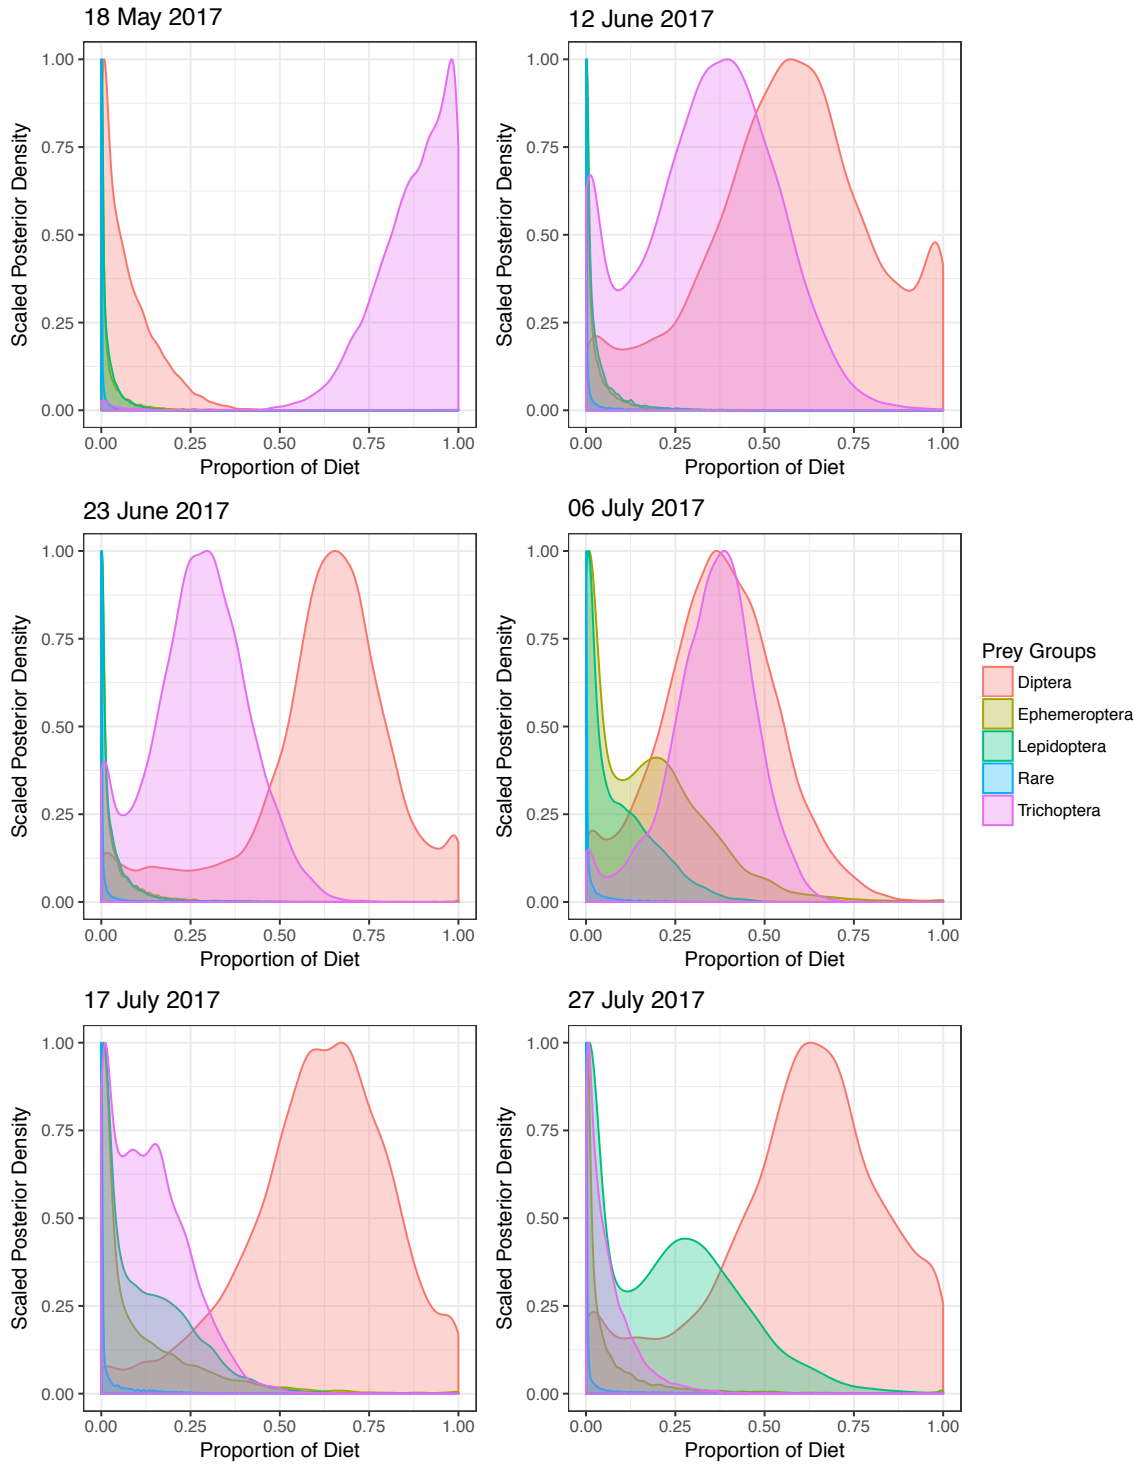 18 May 2017
1.00
0.75
0.50
0.25
0.00
Scaled Posterior Density
0.00 0.25 0.50 0.75 1.00
Proportion of Diet
12 June 2017
1.00
0.75
0.50
0.25
0.00
Scaled Posterior Density
0.00 0.25 0.50 0.75 1.00
Proportion of Diet
23 June 2017
1.00
0.75
0.50
0.25
0.00
Scaled Posterior Density
0.00 0.25 0.50 0.75 1.00
Proportion of Diet
06 July 2017
1.00
0.75
0.50
0.25
0.00
Scaled Posterior Density
0.00 0.25 0.50 0.75 1.00
Proportion of Diet
Prey Groups
Diptera
Ephemeroptera
Lepidoptera
Rare
Trichoptera
17 July 2017
1.00
0.75
0.50
0.25
0.00
Scaled Posterior Density
0.00 0.25 0.50 0.75 1.00
Proportion of Diet
27 July 2017
1.00
0.75
0.50
0.25
0.00
Scaled Posterior Density
0.00 0.25 0.50 0.75 1.00
Proportion of Diet